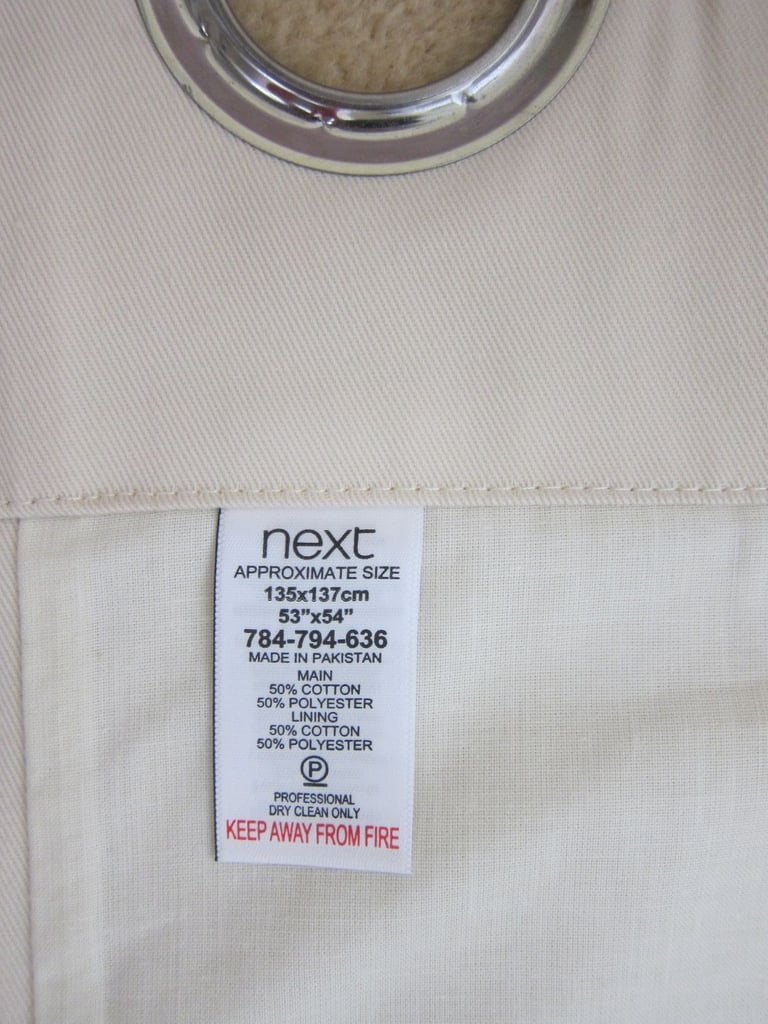 next
APPROXIMATE SIZE
135x137cm
53”x54”
784-794-636
MADE IN PAKISTAN
MAIN
50% COTTON
50% POLYESTER
LINING
50% COTTON
50% POLYESTER
P
PROFESSIONAL
DRY CLEAN ONLY
KEEP AWAY FROM FIRE